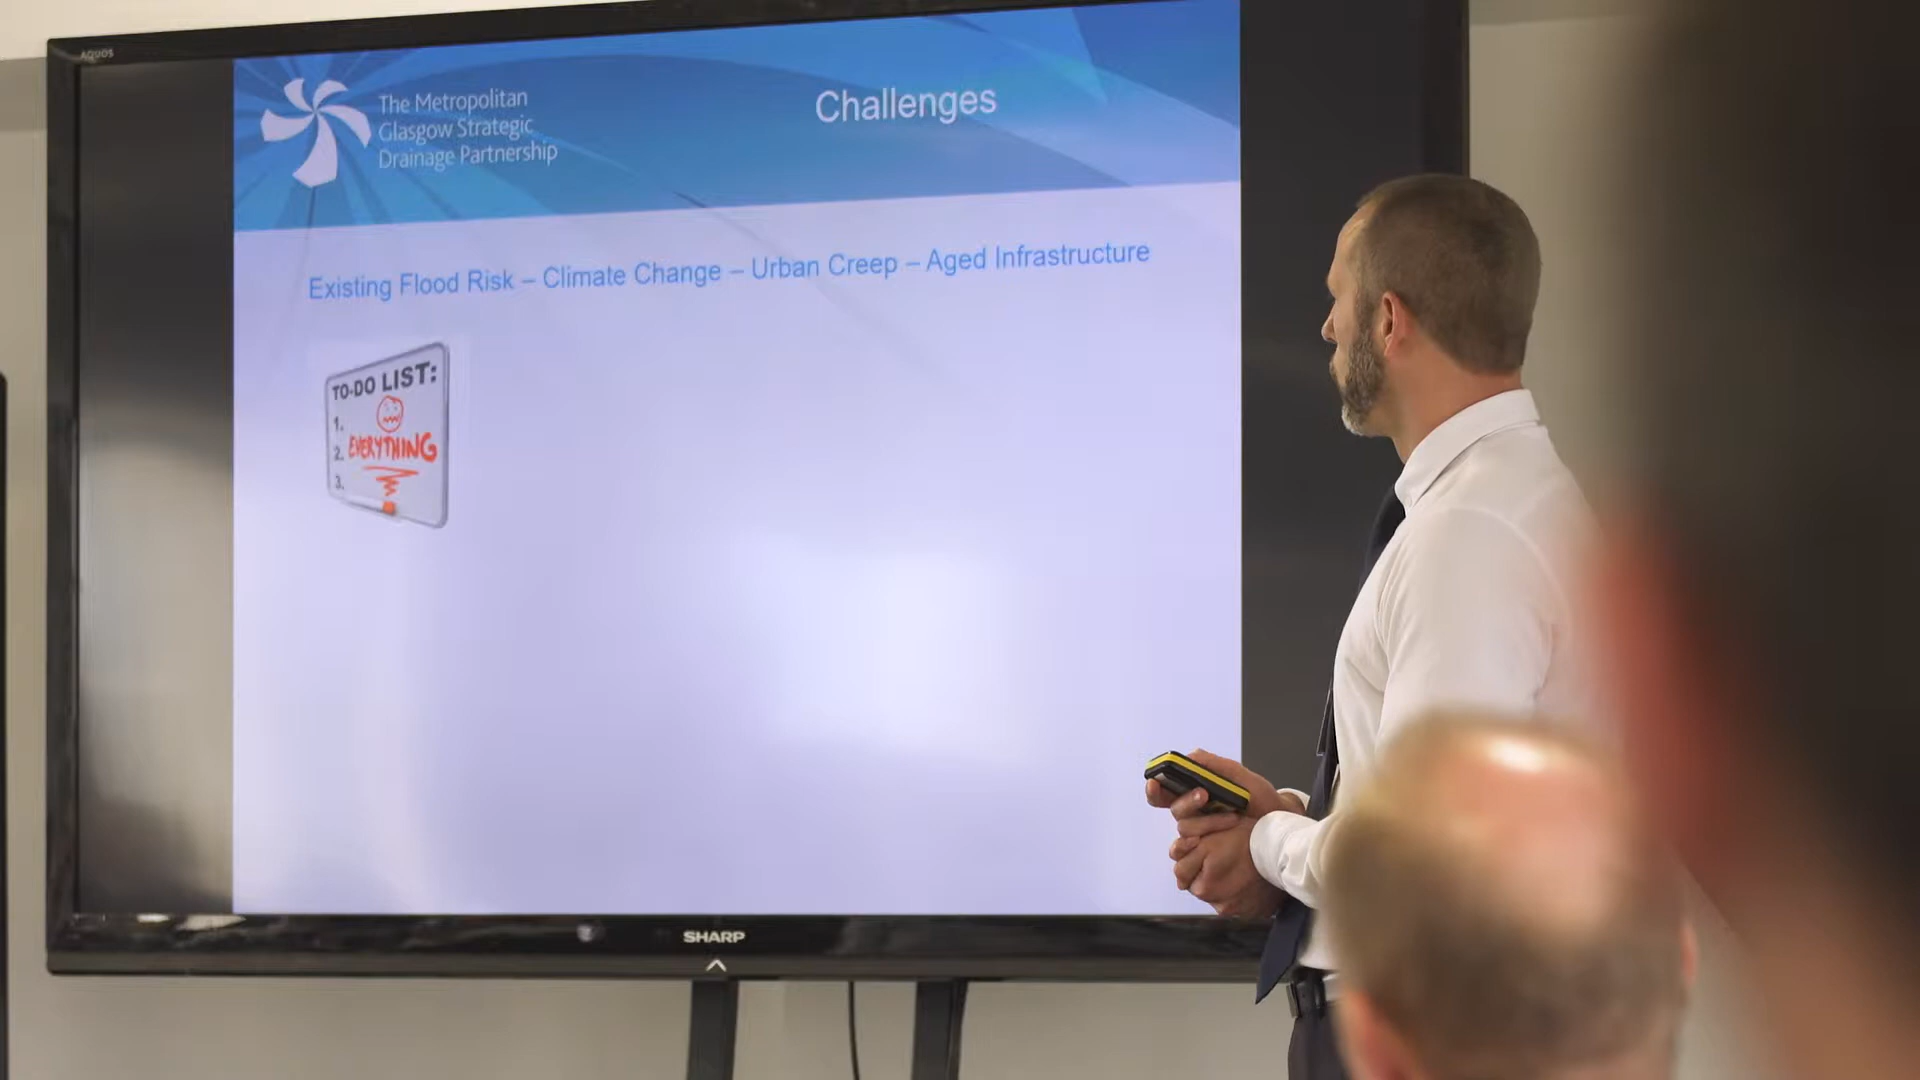 AQUOS
The Metropolitan
Glasgow Strategic
Drainage Partnership
Challenges
Existing Flood Risk – Climate Change – Urban Creep – Aged Infrastructure
TO-DO LIST:
1.
2. EVERYTHING
3.
SHARP